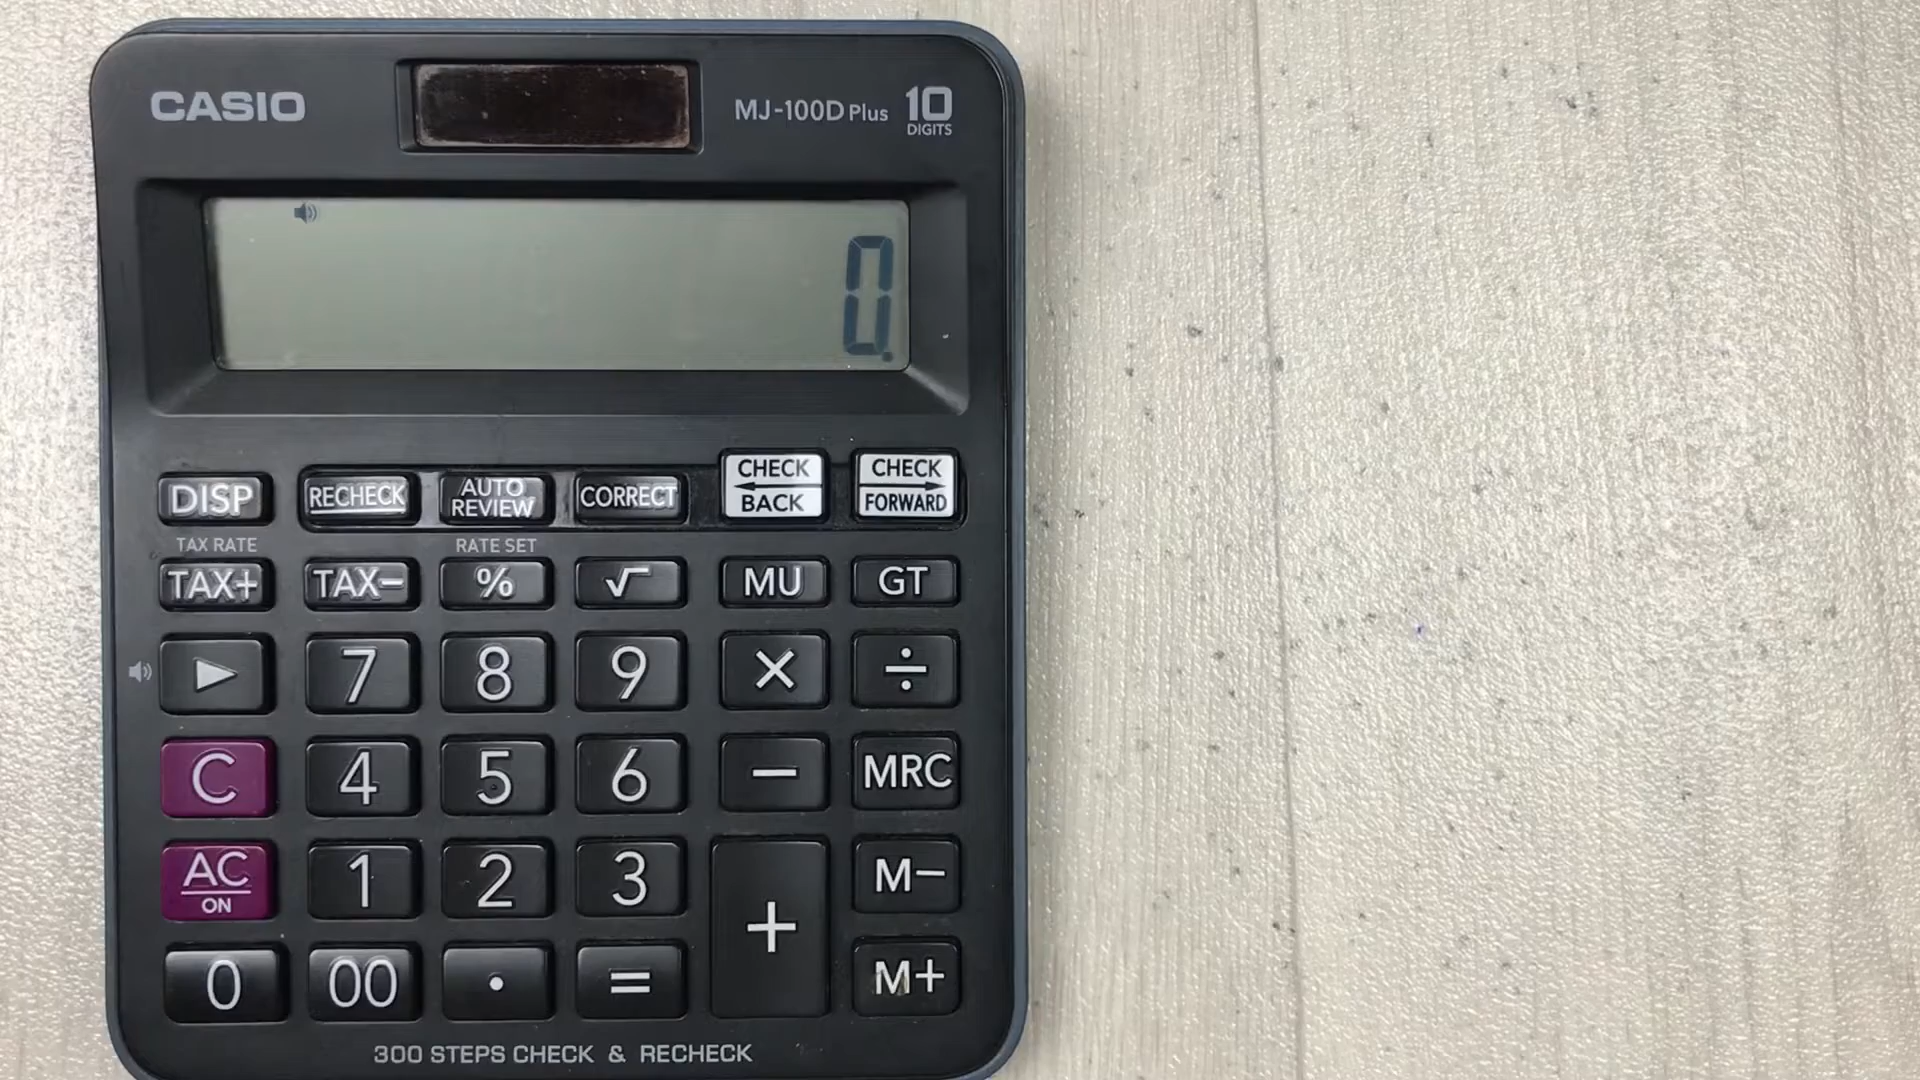 CASIO MJ-100D Plus 10 DIGITS
0.
DISP RECHECK AUTO REVIEW CORRECT CHECK BACK CHECK FORWARD
TAX RATE RATE SET
TAX+ TAX− % √ MU GT
▶ 7 8 9 × ÷
C 4 5 6 − MRC
AC ON 1 2 3 M−
0 00 . = + M+
300 STEPS CHECK & RECHECK